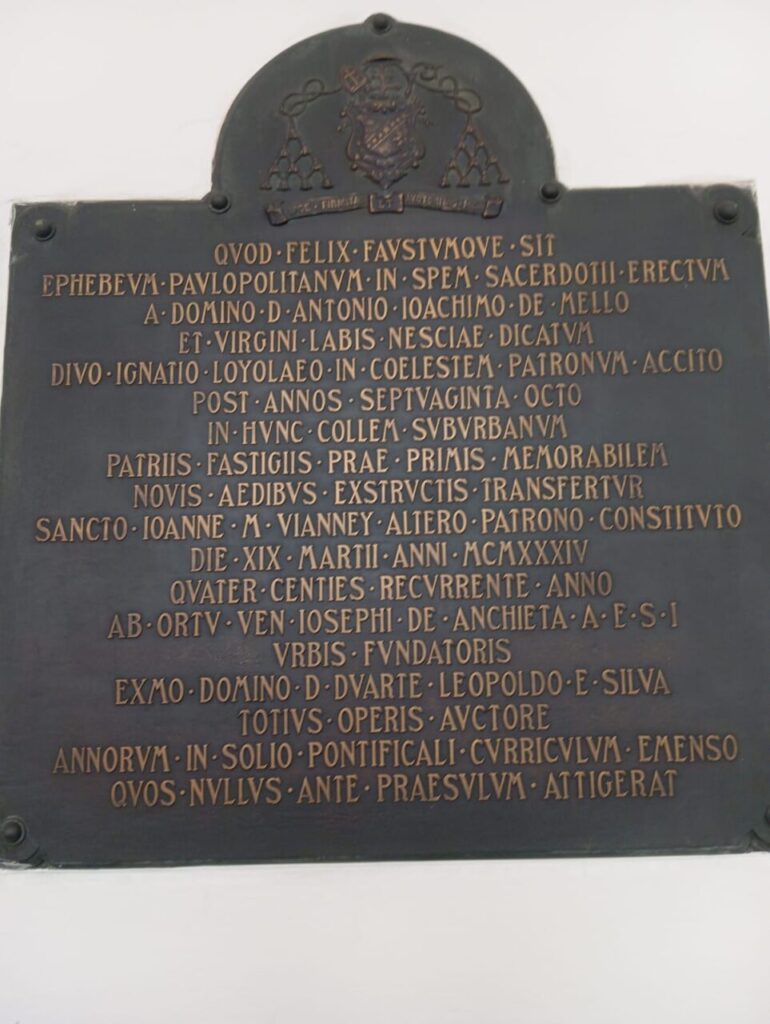 QVOD · FELIX · FAVSTVMQVE · SIT
EPHEBEVM · PAVLOPOLITANVM · IN · SPEM · SACERDOTII · ERECTVM
A · DOMINO · D · ANTONIO · IOACHIMO · DE · MELLO
ET · VIRGINI · LABIS · NESCIAE · DICATVM
DIVO · IGNATIO · LOYOLAEO · IN · COELESTEM · PATRONVM · ACCITO
POST · ANNOS · SEPTVAGINTA · OCTO
IN · HVNC · COLLEM · SVBVRBANVM
PATRIIS · FASTIGIIS · PRAE · PRIMIS · MEMORABILEM
NOVIS · AEDIBVS · EXSTRVCTIS · TRANSFERTVR
SANCTO · IOANNE · M · VIANNEY · ALTERO · PATRONO · CONSTITVTO
DIE · XIX · MARTII · ANNI · MCMXXXIV
QVATER · CENTIES · RECVRRENTE · ANNO
AB · ORTV · VEN · IOSEPHI · DE · ANCHIETA · A · E · S · I
VRBIS · FVNDATORIS
EXMO · DOMINO · D · DVARTE · LEOPOLDO · E · SILVA
TOTIVS · OPERIS · AVCTORE
ANNORVM · IN · SOLIO · PONTIFICALI · CVRRICVLVM · EMENSO
QVOS · NVLLVS · ANTE · PRAESVLVM · ATTIGERAT